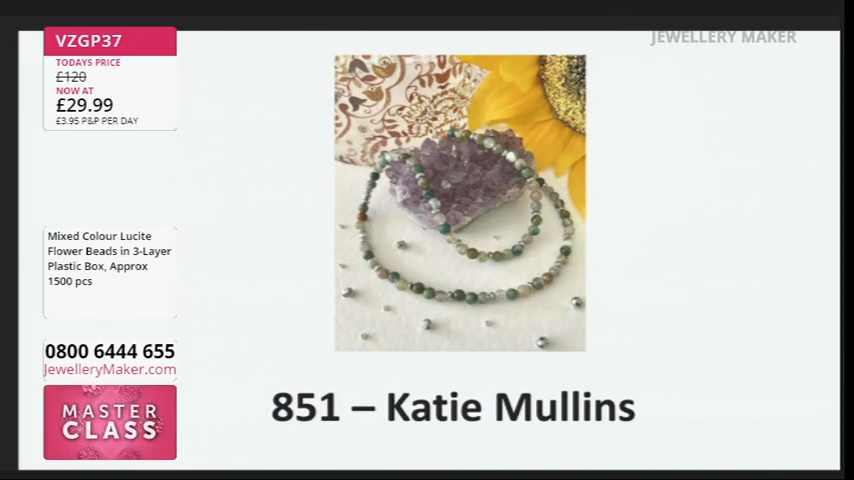 VZGP37
TODAYS PRICE
£120
NOW AT
£29.99
£3.95 P&P PER DAY
JEWELLERY MAKER
Mixed Colour Lucite
Flower Beads in 3-Layer
Plastic Box, Approx
1500 pcs
0800 6444 655
JewelleryMaker.com
MASTER
CLASS
851 – Katie Mullins